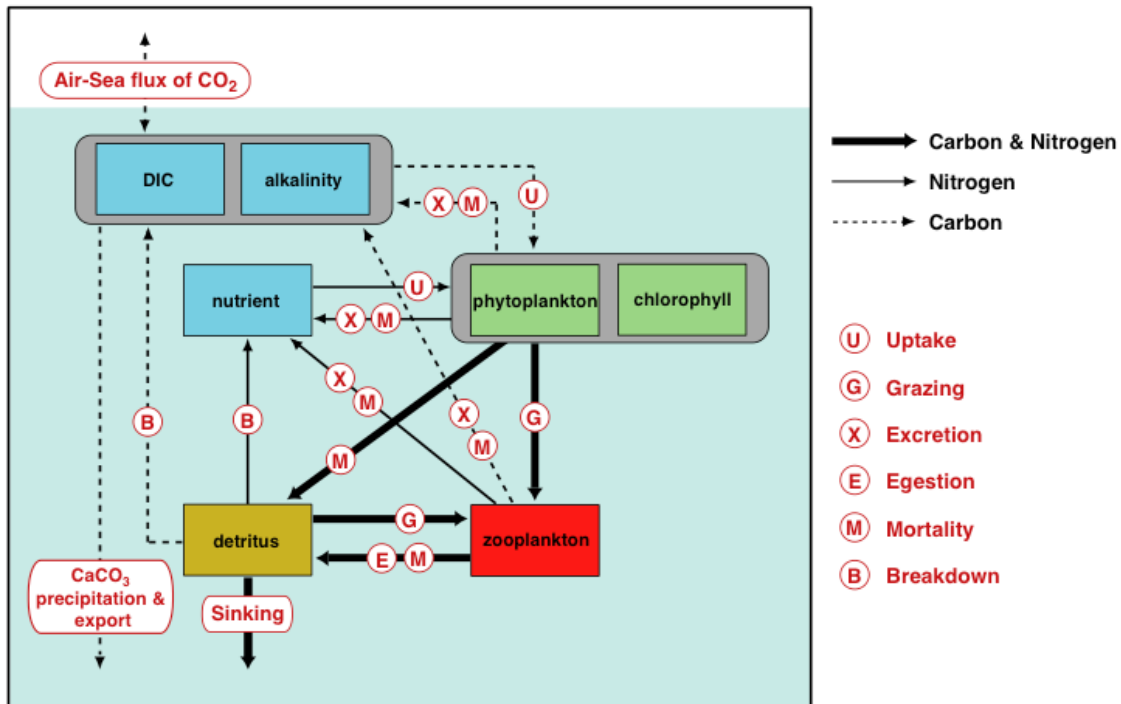 Air-Sea flux of CO₂
DIC
alkalinity
U
X
M
nutrient
U
X
M
phytoplankton
chlorophyll
X
M
X
M
G
B
B
M
detritus
G
E
M
zooplankton
CaCO₃
precipitation &
export
Sinking
Carbon & Nitrogen
Nitrogen
Carbon
U Uptake
G Grazing
X Excretion
E Egestion
M Mortality
B Breakdown